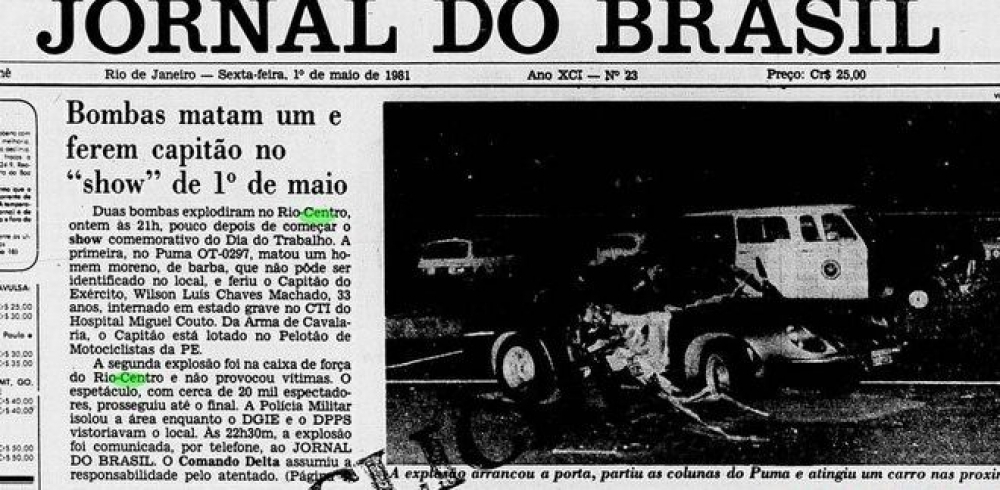 JORNAL DO BRASIL
Rio de Janeiro — Sexta-feira, 1º de maio de 1981 Ano XCI — Nº 23 Preço: Cr$ 25,00
Bombas matam um e
ferem capitão no
“show” de 1º de maio
Duas bombas explodiram no Rio-Centro,
ontem às 21h, pouco depois de começar o
show comemorativo do Dia do Trabalho. A
primeira, no Puma OT-0297, matou um ho-
mem moreno, de barba, que não pôde ser
identificado no local, e feriu o Capitão do
Exército, Wilson Luís Chaves Machado, 33
anos, internado em estado grave no CTI do
Hospital Miguel Couto. Da Arma de Cavala-
ria, o Capitão está lotado no Pelotão de
Motociclistas da PE.
A segunda explosão foi na caixa de força
do Rio-Centro e não provocou vítimas. O
espetáculo, com cerca de 20 mil espectado-
res, prosseguiu até o final. A Polícia Militar
isolou a área enquanto o DGIE e o DPPS
vistoriavam o local. Às 22h30m, a explosão
foi comunicada, por telefone, ao JORNAL
DO BRASIL. O Comando Delta assumiu a
responsabilidade pelo atentado. (Página
A explosão arrancou a porta, partiu as colunas do Puma e atingiu um carro nas